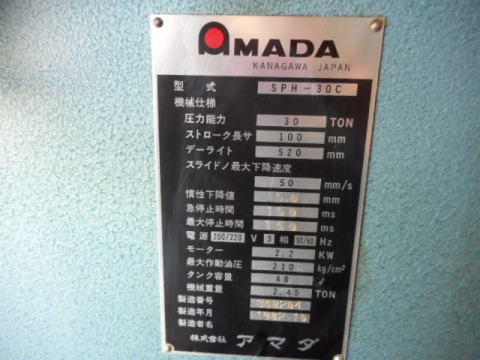 AMADA
KANAGAWA JAPAN
型式 SPH-30C
機械仕様
圧力能力 30 TON
ストローク長サ 100 mm
デーライト 520 mm
スライドノ最大下降速度
50 mm/s
慣性下降値 mm
急停止時間 ms
最大停止時間 ms
電源 200/220 V 3 相 50/60 Hz
モーター 2.2 KW
最大作動油圧 210 kg/cm²
タンク容量 48 ℓ
機械重量 2.45 TON
製造番号
製造年月
製造者名
株式会社 アマダ